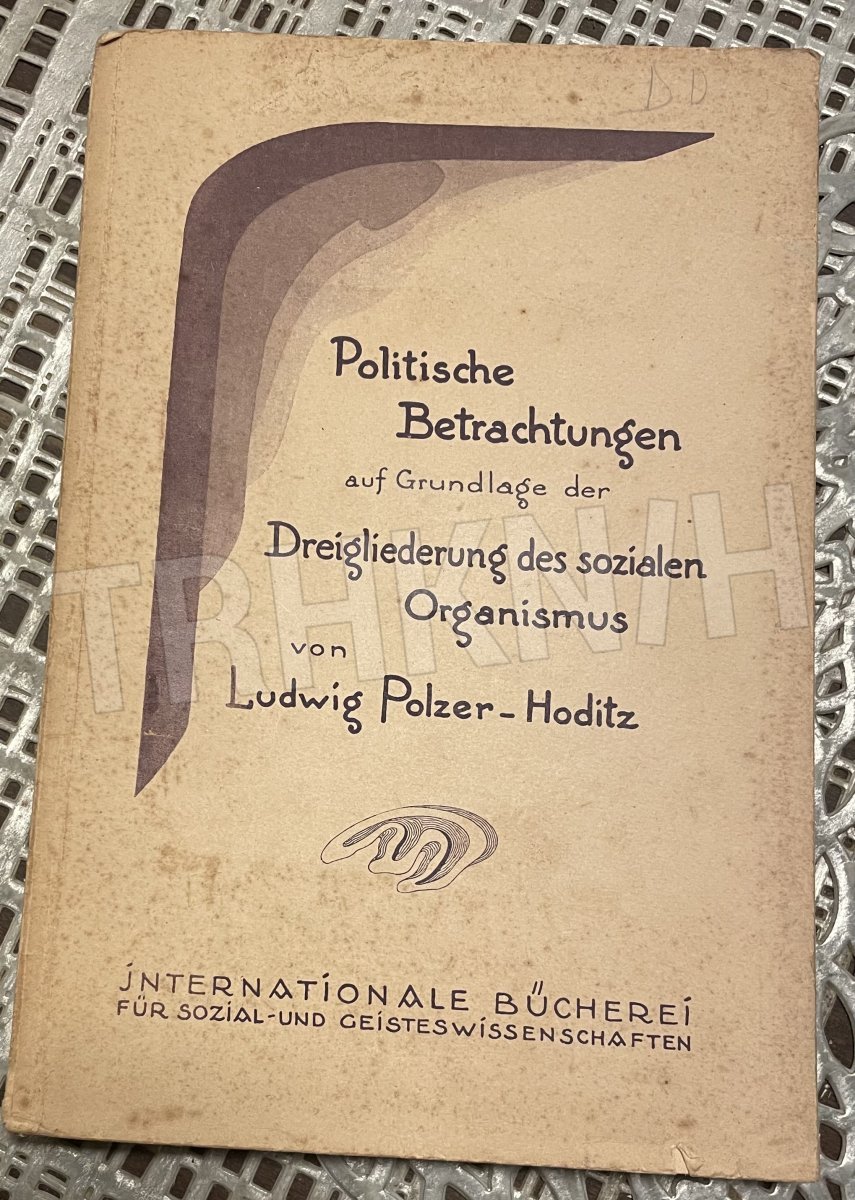 D.D
Politische
Betrachtungen
auf Grundlage der
Dreigliederung des sozialen
Organismus
von
Ludwig Polzer-Hoditz
TRHKN/H
INTERNATIONALE BÜCHEREI
FÜR SOZIAL-UND GEISTESWISSENSCHAFTEN